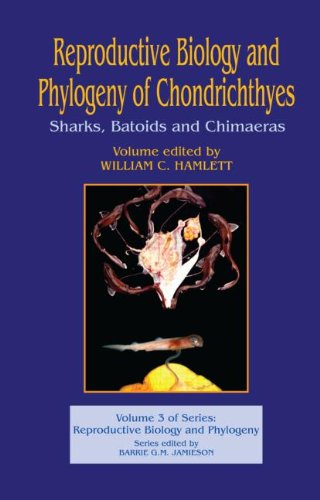 Reproductive Biology and
Phylogeny of Chondrichthyes
Sharks, Batoids and Chimaeras
Volume edited by
WILLIAM C. HAMLETT
Volume 3 of Series:
Reproductive Biology and Phylogeny
Series edited by
BARRIE G.M. JAMIESON